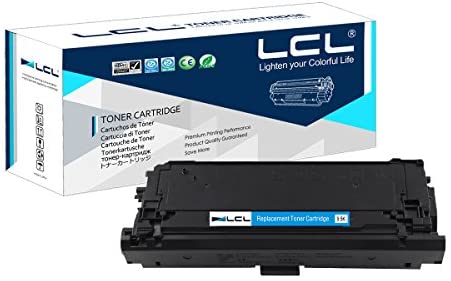 LCL®
Lighten your Colorful Life
LCL
TONER CARTRIDGE
Cartuchos de Toner
Cartuccia di Toner
Cartouche de Toner
Tonerkartusche
тонер-картридж
トナーカートリッジ
Premium Printing Performance
Product Quality Guaranteed
Save More
LCL Replacement Toner Cartridge